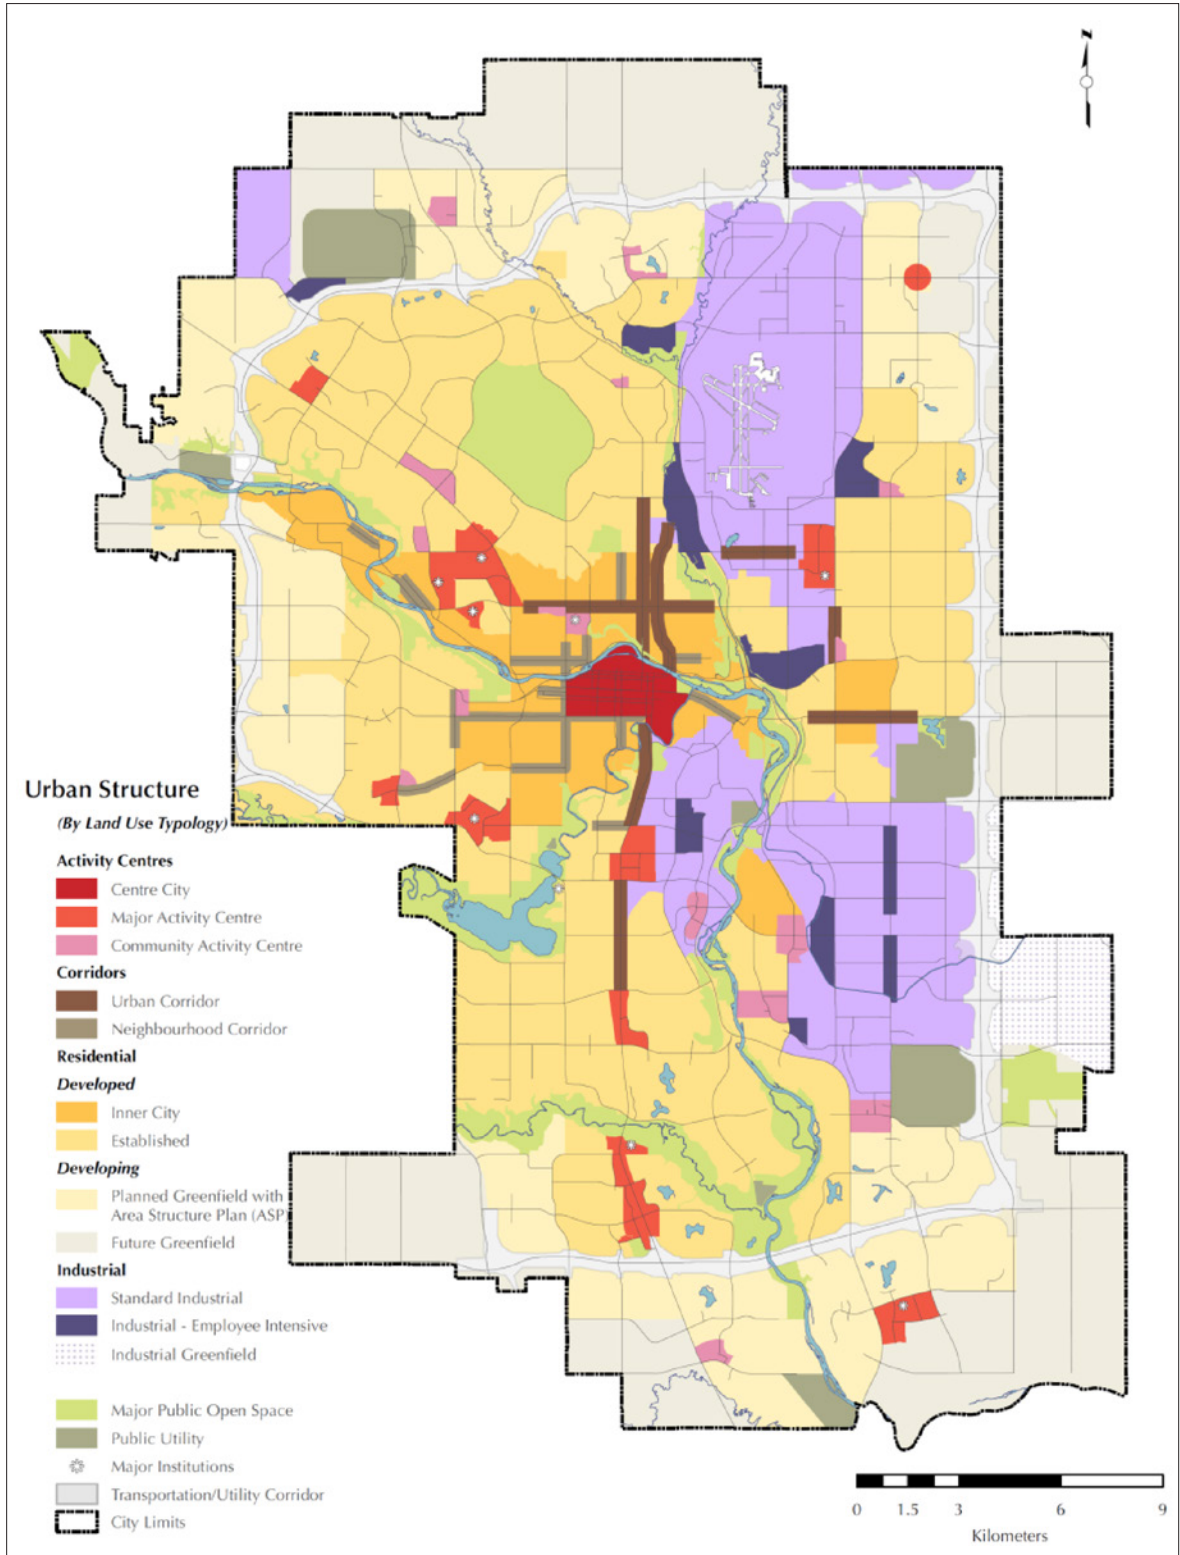 N
Urban Structure
(By Land Use Typology)
Activity Centres
Centre City
Major Activity Centre
Community Activity Centre
Corridors
Urban Corridor
Neighbourhood Corridor
Residential
Developed
Inner City
Established
Developing
Planned Greenfield with
Area Structure Plan (ASP
Future Greenfield
Industrial
Standard Industrial
Industrial - Employee Intensive
Industrial Greenfield
Major Public Open Space
Public Utility
Major Institutions
Transportation/Utility Corridor
City Limits
0 1.5 3 6 9
Kilometers